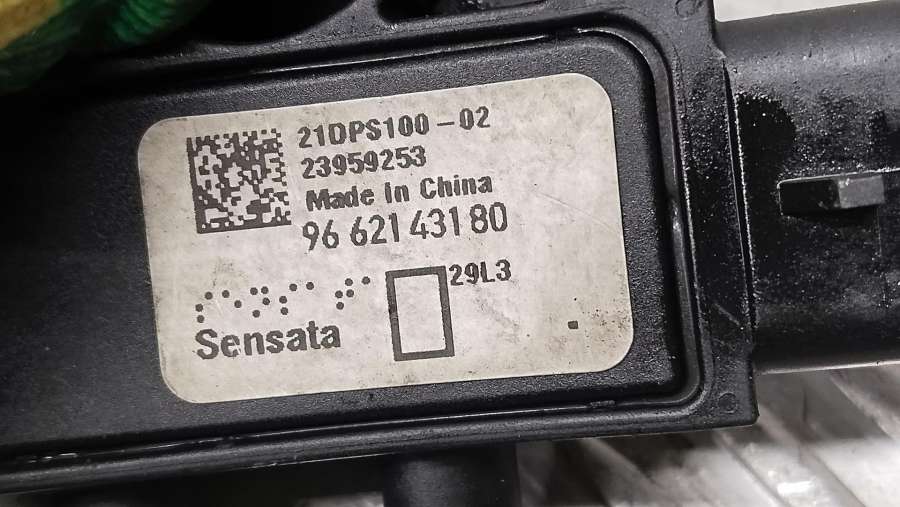 21DPS100-02
23959253
Made in China
96 621 431 80
29L3
Sensata